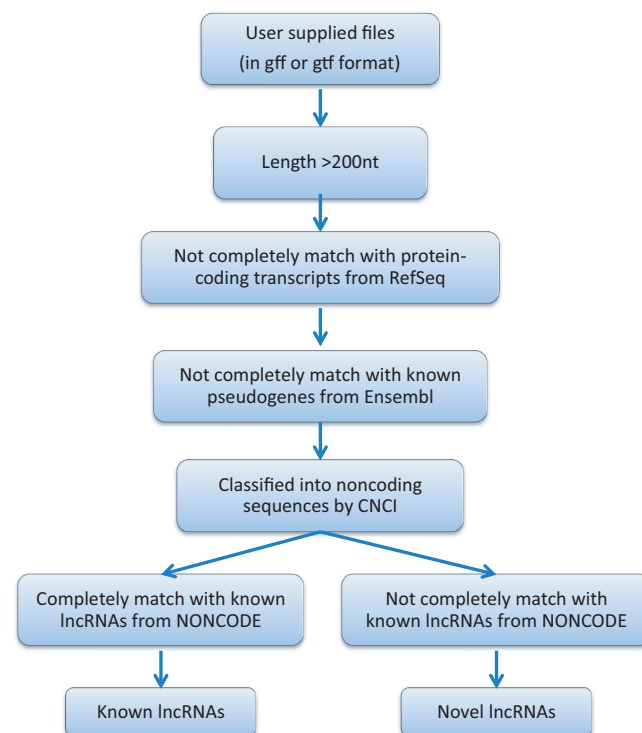 User supplied files
(in gff or gtf format)
Length >200nt
Not completely match with protein-
coding transcripts from RefSeq
Not completely match with known
pseudogenes from Ensembl
Classified into noncoding
sequences by CNCI
Completely match with known
lncRNAs from NONCODE
Not completely match with
known lncRNAs from NONCODE
Known lncRNAs
Novel lncRNAs